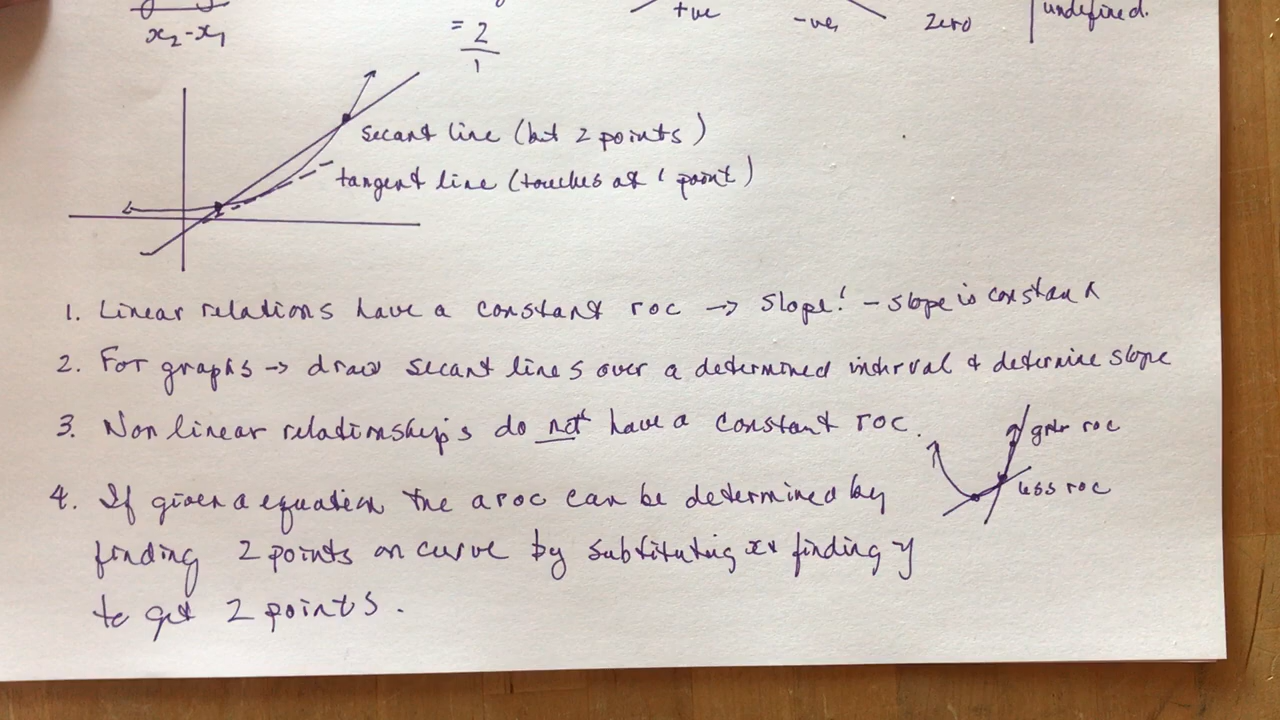 x₂-x₁
= 2
1
+ve
-ve
zero
undefined.
secant line (bt 2 points)
tangent line (touches at 1 point)
1. Linear relations have a constant roc → slope! - slope is constant
2. For graphs → draw secant lines over a determined interval & determine slope
3. Non linear relationships do not have a constant roc.
grtr roc
less roc
4. If given a equation the aroc can be determined by
finding 2 points on curve by substituting x & finding y
to get 2 points.